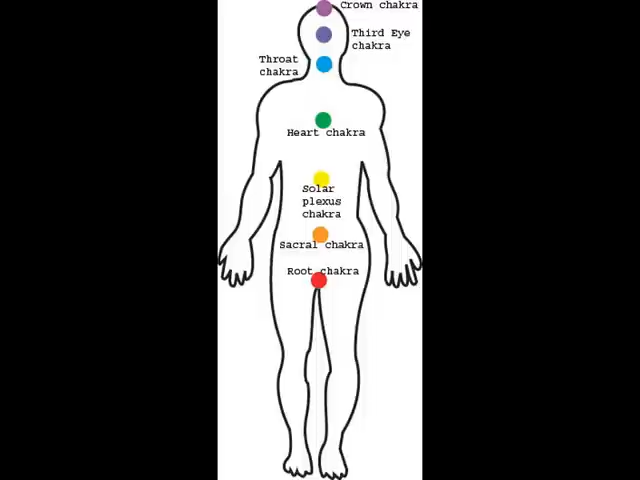 Crown chakra
Third Eye
chakra
Throat
chakra
Heart chakra
Solar
plexus
chakra
Sacral chakra
Root chakra